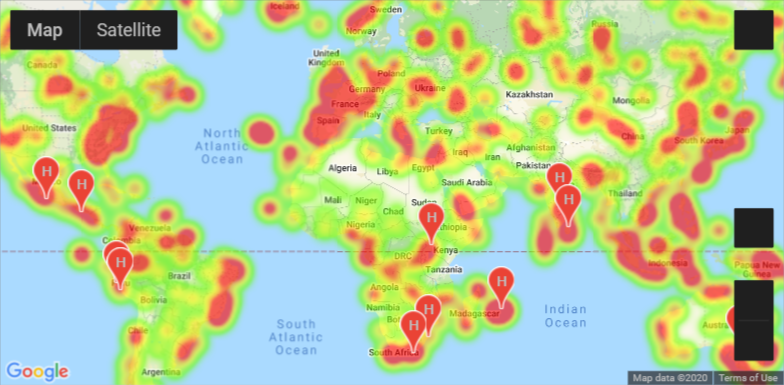 Map
Satellite
Iceland
Sweden
Norway
Russia
Canada
United
Kingdom
Poland
Germany
Ukraine
Kazakhstan
Mongolia
France
Italy
Spain
United States
North
Atlantic
Ocean
Turkey
China
South Korea
Japan
Afghanistan
Iraq
Iran
Pakistan
Algeria
Libya
Egypt
Saudi Arabia
Mali
Niger
Chad
Sudan
Thailand
Nigeria
Ethiopia
Venezuela
Colombia
DRC
Kenya
Tanzania
Indonesia
Papua New
Guinea
Brazil
Peru
Bolivia
Angola
Namibia
Madagascar
Indian
Ocean
South
Atlantic
Ocean
Chile
South Africa
Argentina
H
H
H
H
H
H
H
H
H
Google
Map data ©2020
Terms of Use